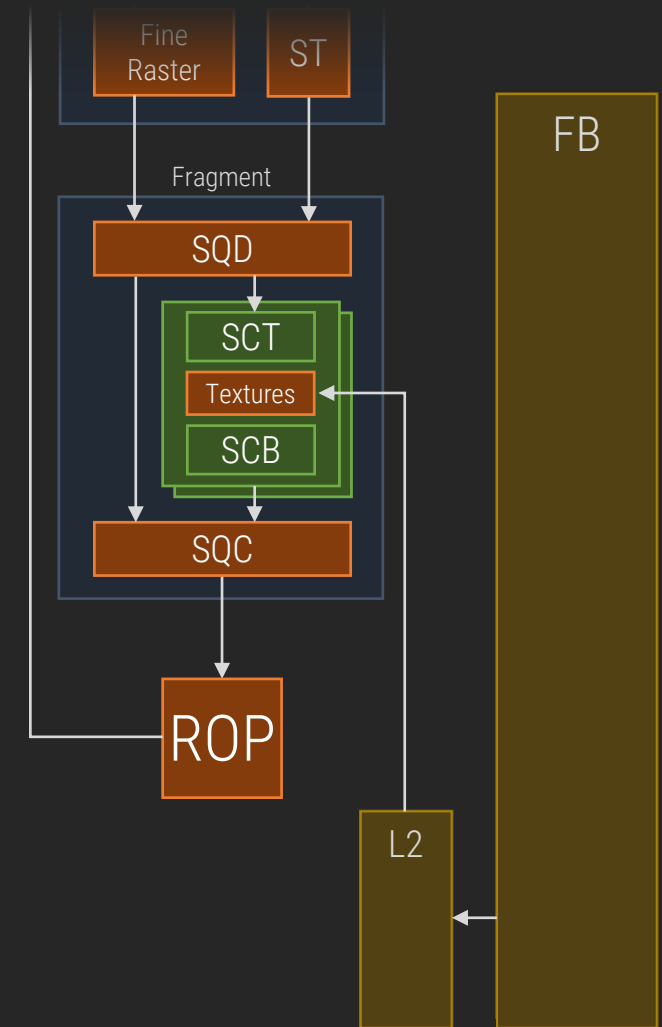 Fine
Raster
ST
FB
Fragment
SQD
SCT
Textures
SCB
SQC
ROP
L2